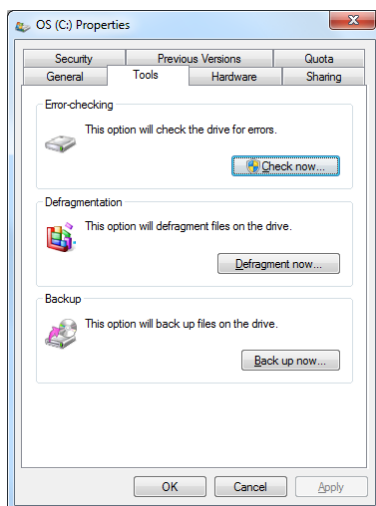 OS (C:) Properties
Security Previous Versions Quota
General Tools Hardware Sharing
Error-checking
This option will check the drive for errors.
Check now...
Defragmentation
This option will defragment files on the drive.
Defragment now...
Backup
This option will back up files on the drive.
Back up now...
OK Cancel Apply